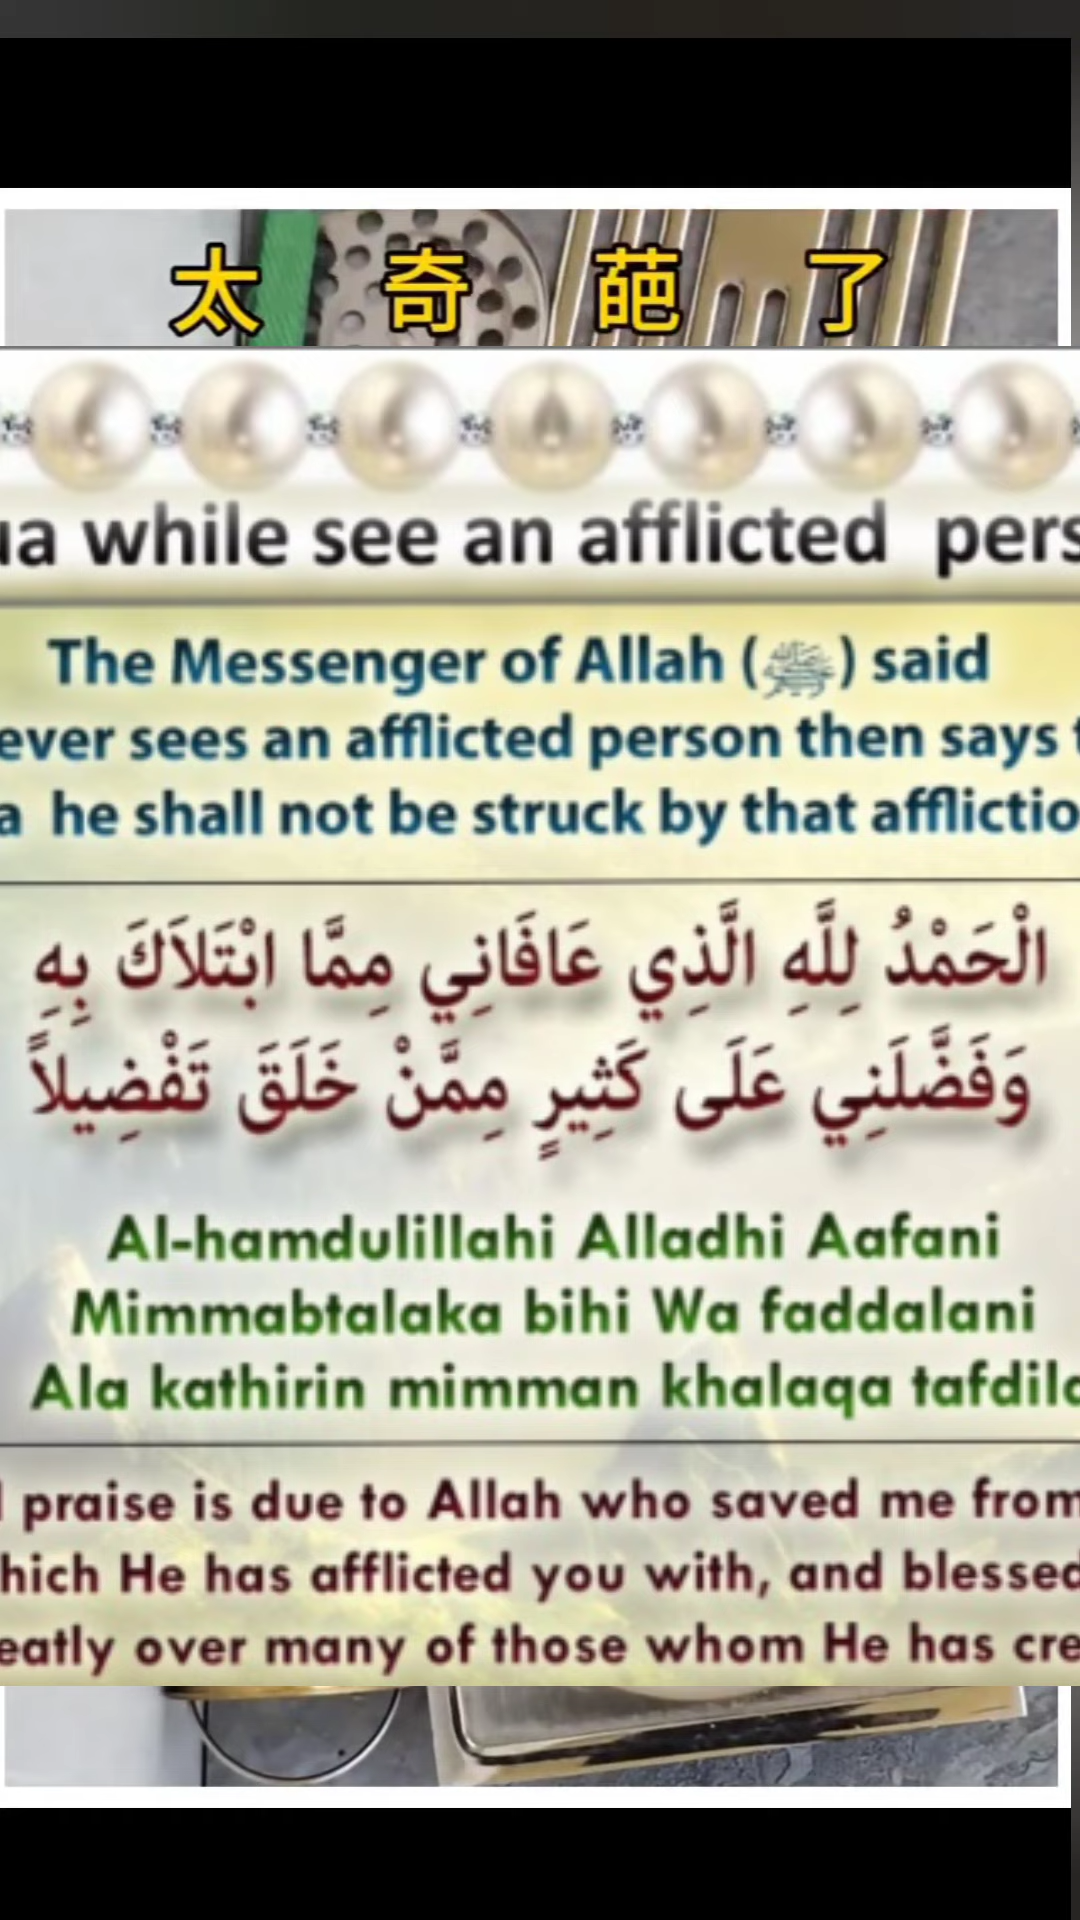 太奇葩了
ua while see an afflicted pers
The Messenger of Allah (ﷺ) said
ever sees an afflicted person then says t
a he shall not be struck by that afflictio
الْحَمْدُ لِلَّهِ الَّذِي عَافَانِي مِمَّا ابْتَلاَكَ بِهِ
وَفَضَّلَنِي عَلَى كَثِيرٍ مِمَّنْ خَلَقَ تَفْضِيلاً
Al-hamdulillahi Alladhi Aafani
Mimmabtalaka bihi Wa faddalani
Ala kathirin mimman khalaqa tafdila
l praise is due to Allah who saved me from
hich He has afflicted you with, and blessed
eatly over many of those whom He has cre